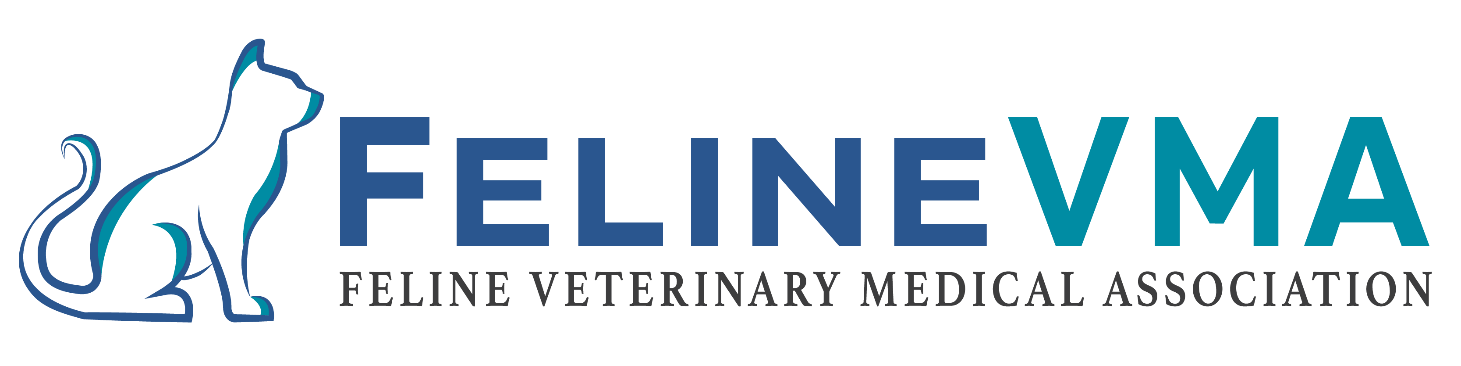 FELINEVMA
FELINE VETERINARY MEDICAL ASSOCIATION